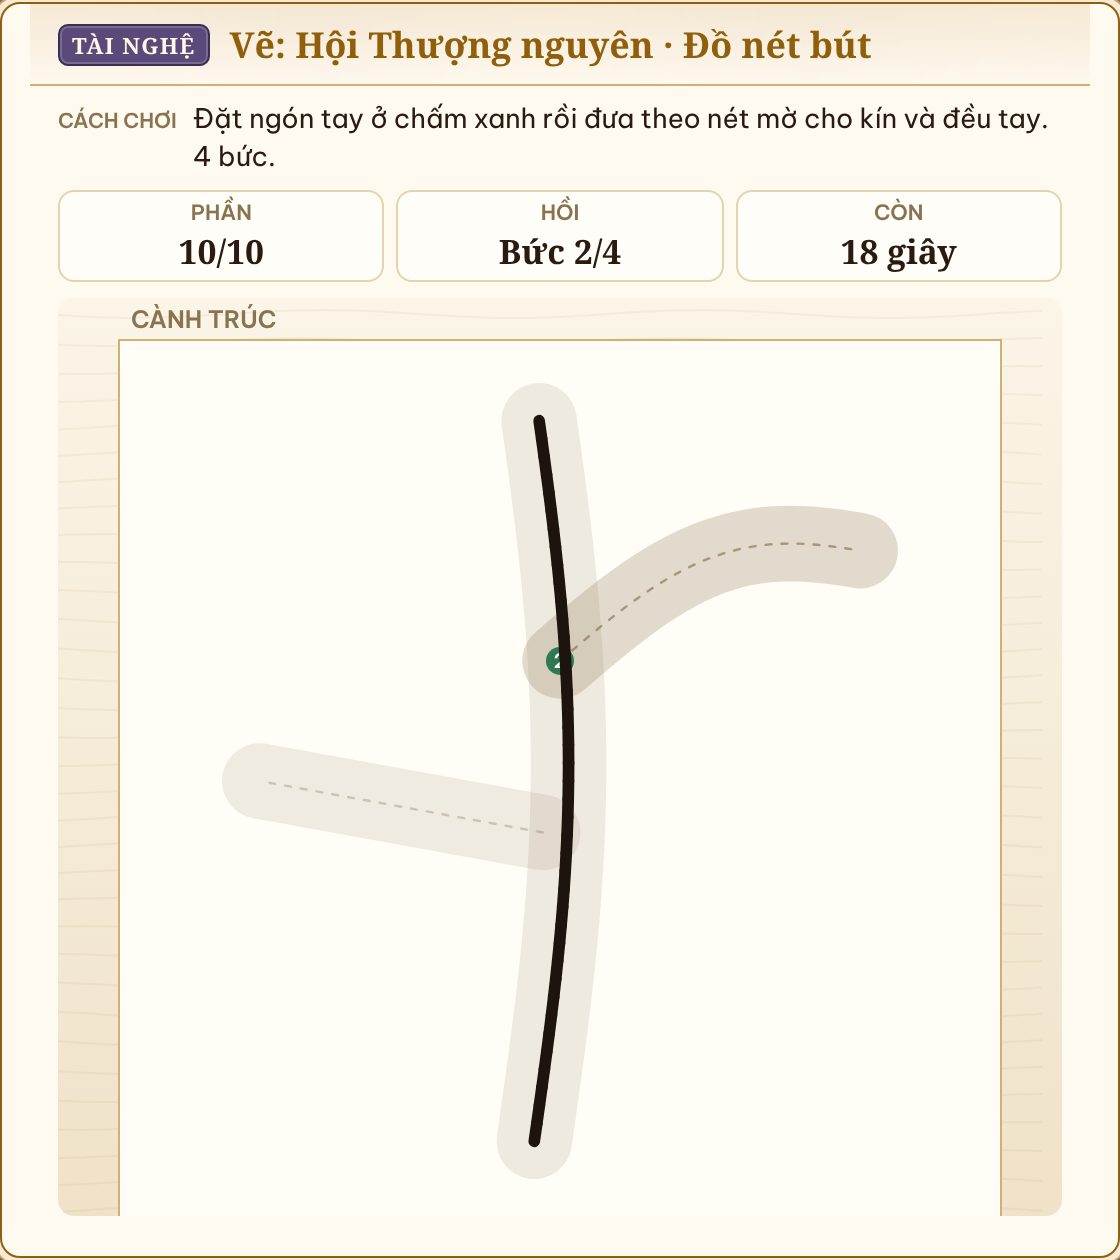 TÀI NGHỆ Vẽ: Hội Thượng nguyên · Đồ nét bút
CÁCH CHƠI Đặt ngón tay ở chấm xanh rồi đưa theo nét mờ cho kín và đều tay.
4 bức.
PHẦN HỒI CÒN
10/10 Bức 2/4 18 giây
CÀNH TRÚC
2